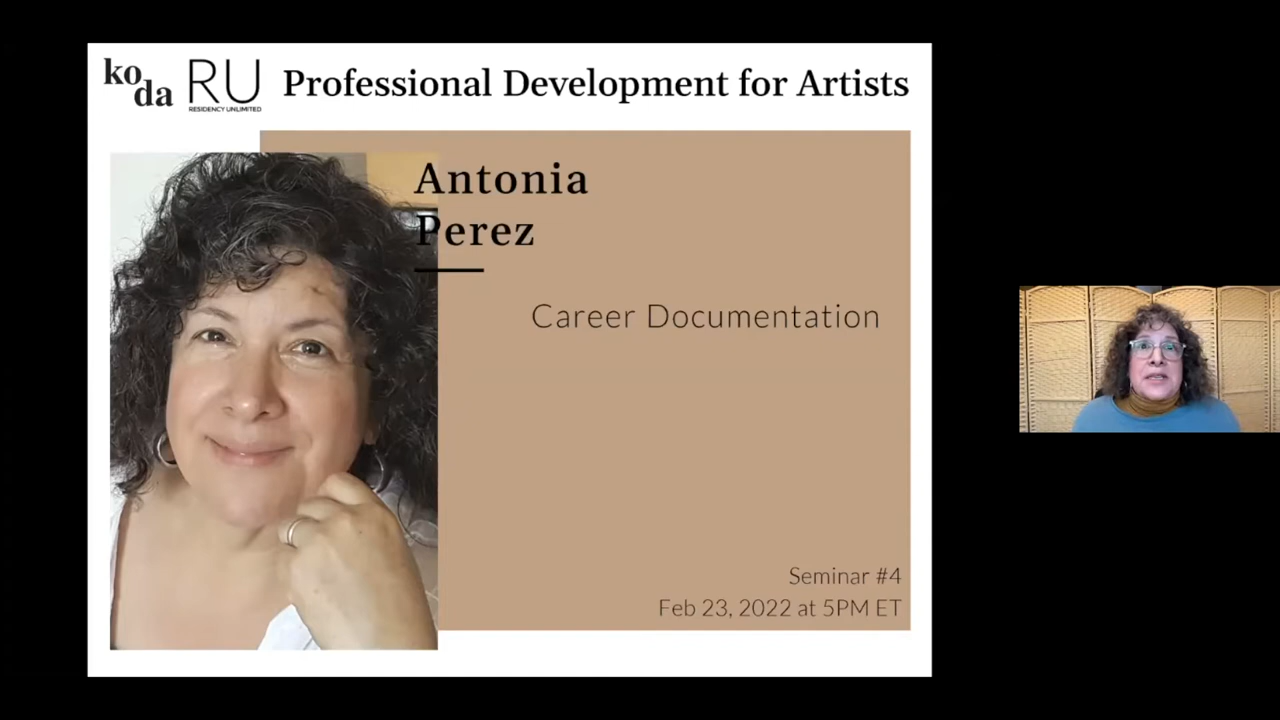 ko
da
RU
RESIDENCY UNLIMITED
Professional Development for Artists
Antonia
Perez
Career Documentation
Seminar #4
Feb 23, 2022 at 5PM ET